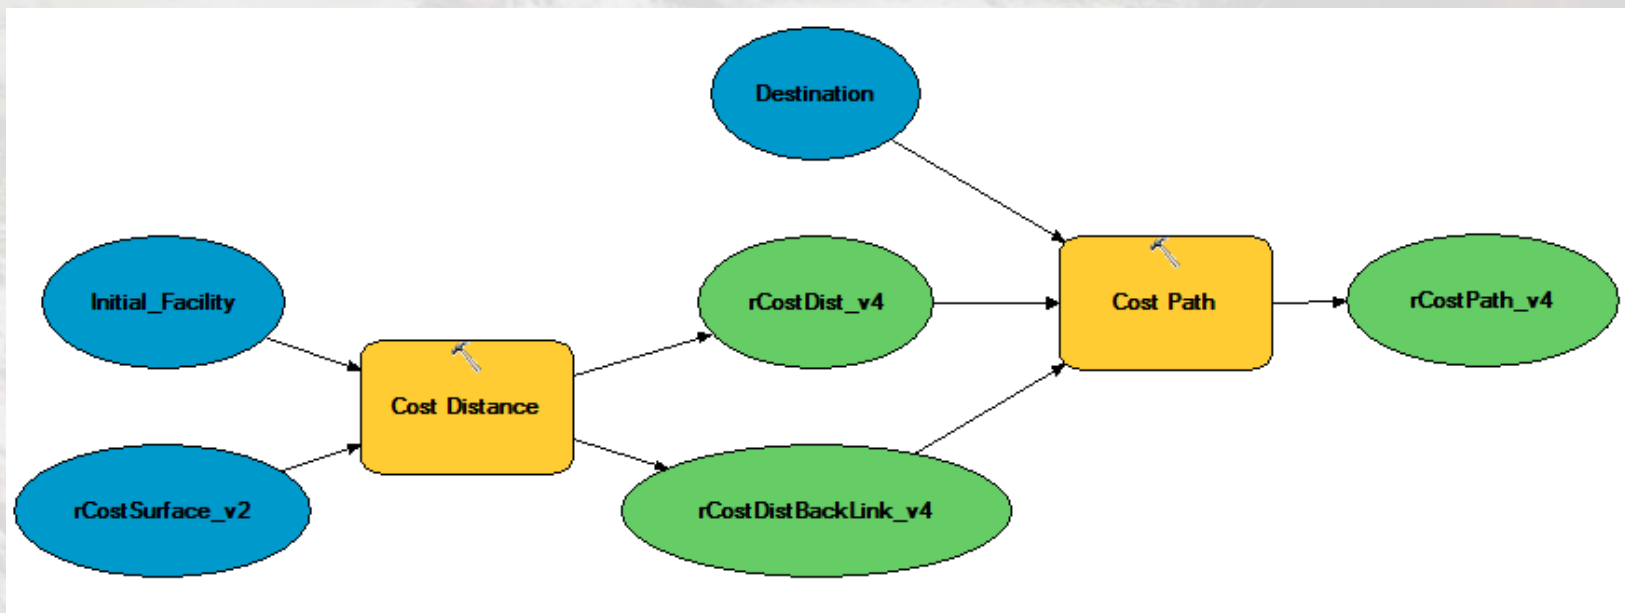 Destination
Initial_Facility
rCostDist_v4
Cost Path
rCostPath_v4
Cost Distance
rCostSurface_v2
rCostDistBackLink_v4